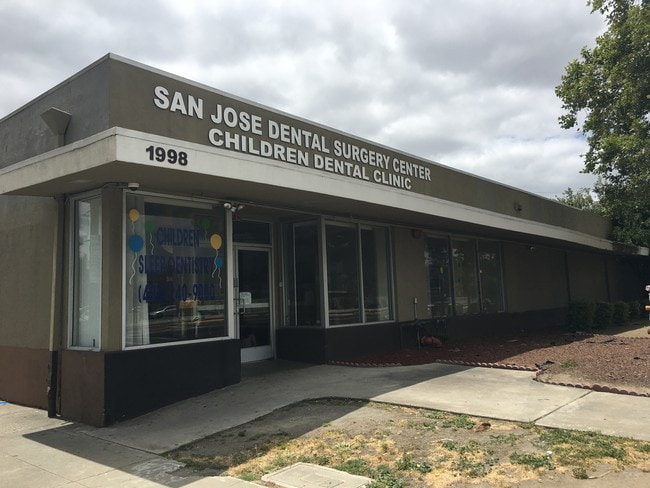 SAN JOSE DENTAL SURGERY CENTER
CHILDREN DENTAL CLINIC
1998
CHILDREN
SLEEP DENTISTRY